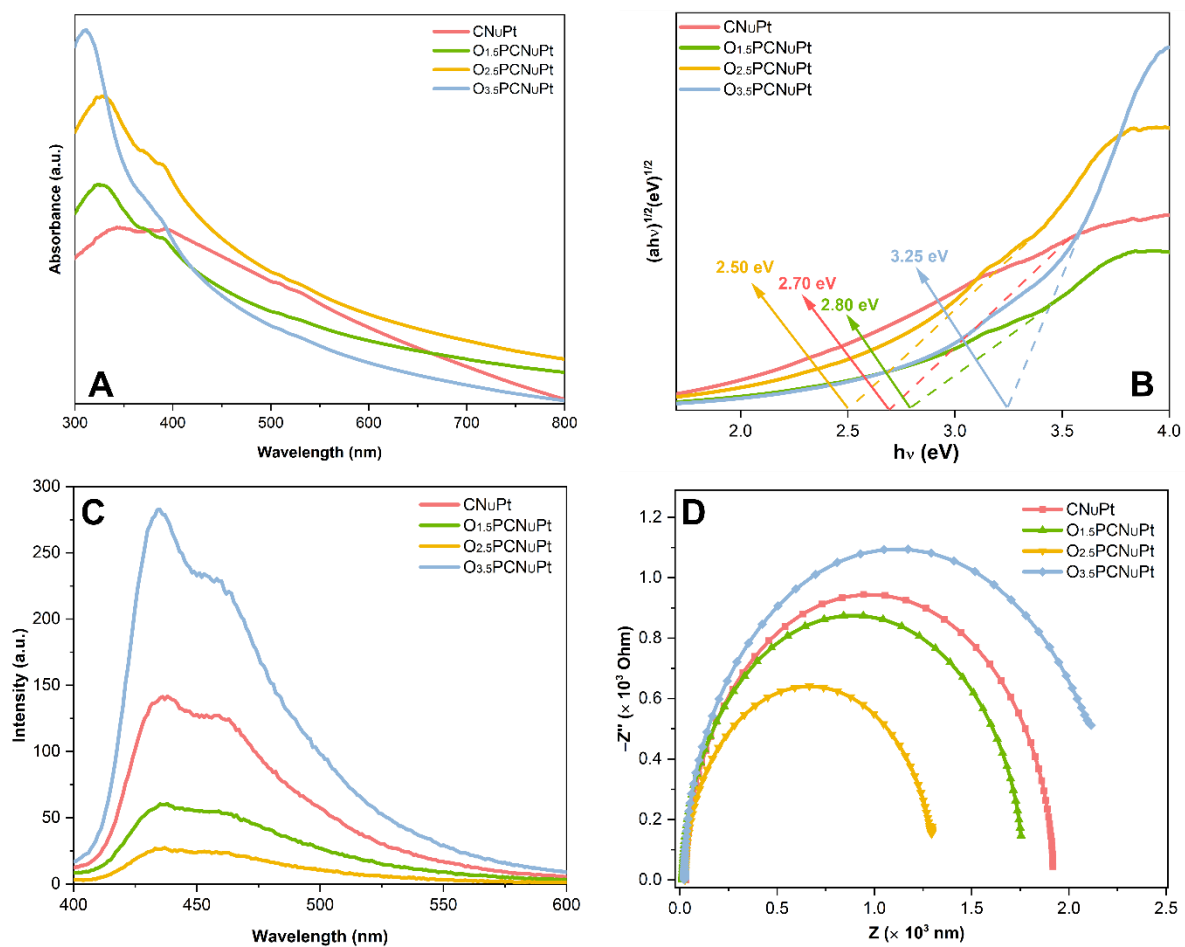 A
CNUPt
O1.5PCNUPt
O2.5PCNUPt
O3.5PCNUPt
Absorbance (a.u.)
300 400 500 600 700 800
Wavelength (nm)
B
CNUPt
O1.5PCNUPt
O2.5PCNUPt
O3.5PCNUPt
(ahν)1/2(eV)1/2
2.50 eV
2.70 eV
2.80 eV
3.25 eV
2.0 2.5 3.0 3.5 4.0
hν (eV)
C
CNUPt
O1.5PCNUPt
O2.5PCNUPt
O3.5PCNUPt
Intensity (a.u.)
300
250
200
150
100
50
0
400 450 500 550 600
Wavelength (nm)
D
CNUPt
O1.5PCNUPt
O2.5PCNUPt
O3.5PCNUPt
−Z'' (× 10³ Ohm)
1.2
1.0
0.8
0.6
0.4
0.2
0.0
0.0 0.5 1.0 1.5 2.0 2.5
Z (× 10³ nm)